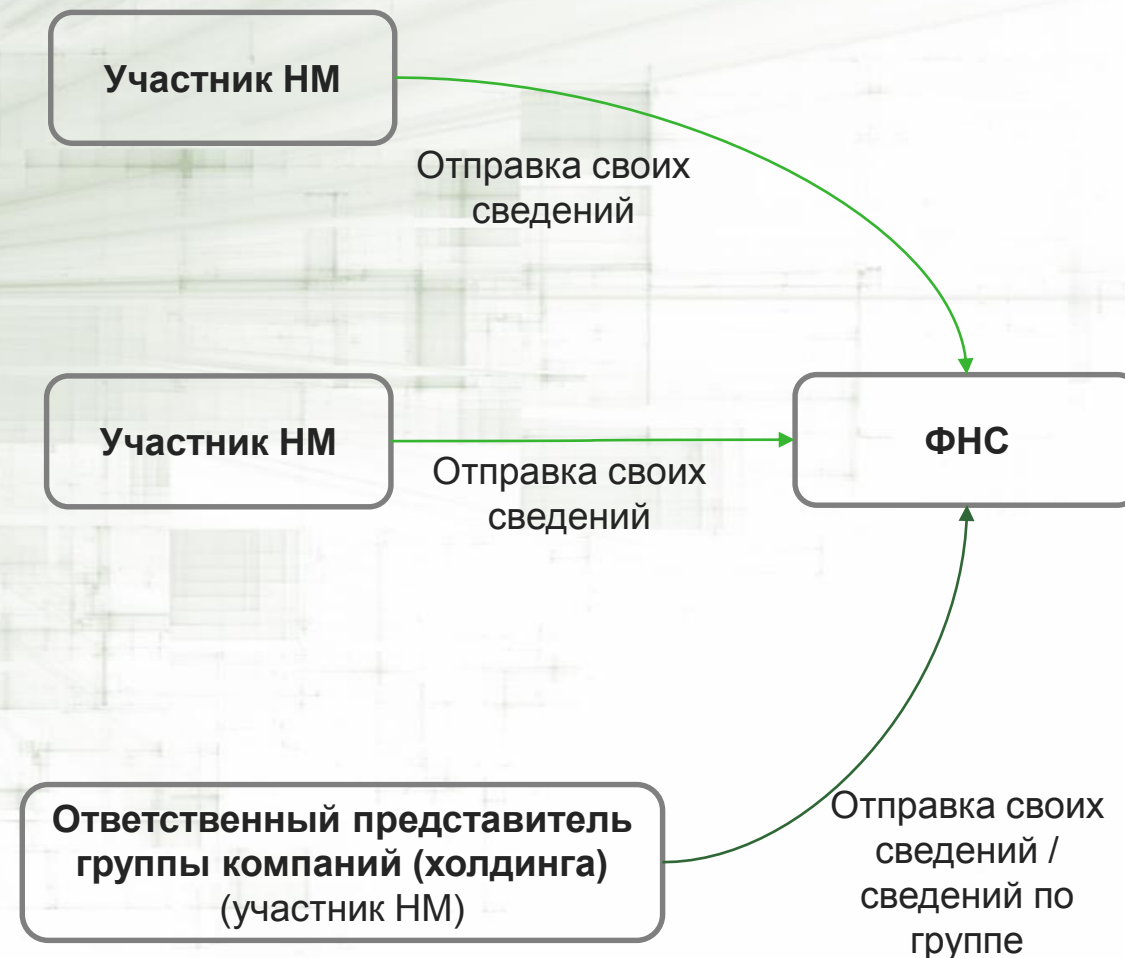 Участник НМ
Отправка своих
сведений
Участник НМ
Отправка своих
сведений
ФНС
Ответственный представитель
группы компаний (холдинга)
(участник НМ)
Отправка своих
сведений /
сведений по
группе